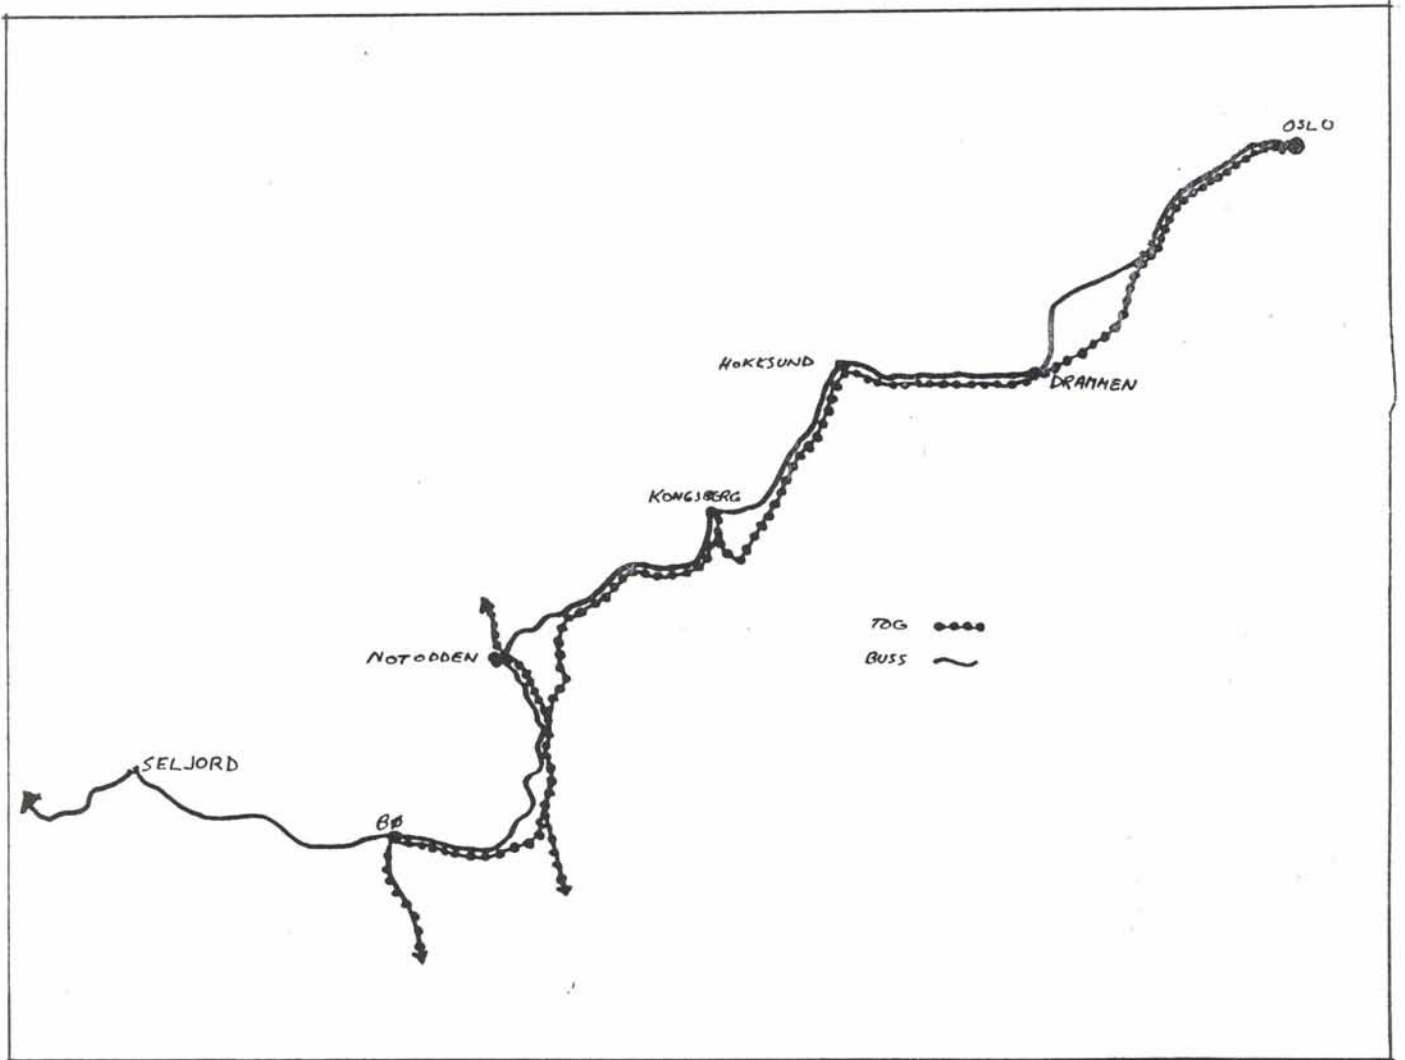 OSLO
HOKKSUND
DRAMMEN
KONGSBERG
TOG
NOTODDEN
BUSS
SELJORD
BØ